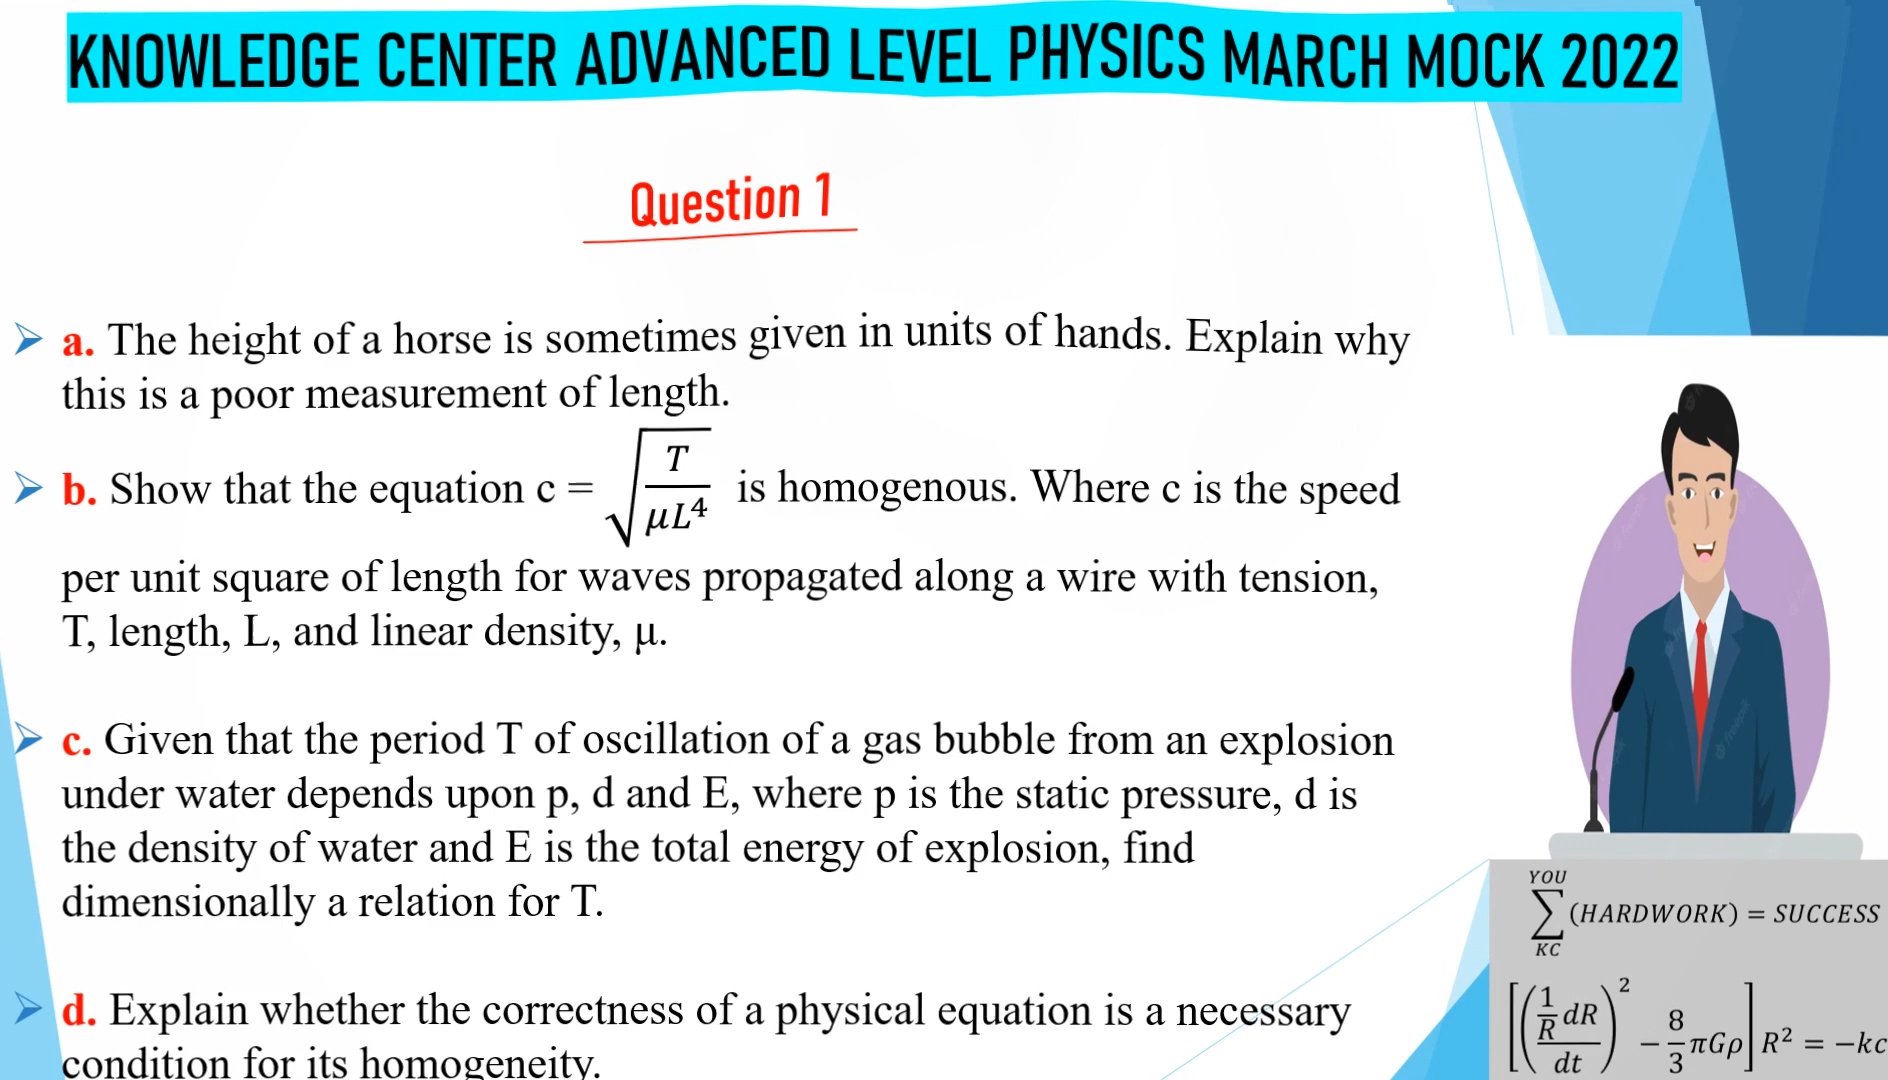 KNOWLEDGE CENTER ADVANCED LEVEL PHYSICS MARCH MOCK 2022
Question 1
a. The height of a horse is sometimes given in units of hands. Explain why
this is a poor measurement of length.
b. Show that the equation c = √(T/μL⁴) is homogenous. Where c is the speed
per unit square of length for waves propagated along a wire with tension,
T, length, L, and linear density, μ.
c. Given that the period T of oscillation of a gas bubble from an explosion
under water depends upon p, d and E, where p is the static pressure, d is
the density of water and E is the total energy of explosion, find
dimensionally a relation for T.
d. Explain whether the correctness of a physical equation is a necessary
condition for its homogeneity.
YOU
∑ (HARDWORK) = SUCCESS
KC
[((1/R dR)/dt)² − 8/3 πGρ] R² = −kc